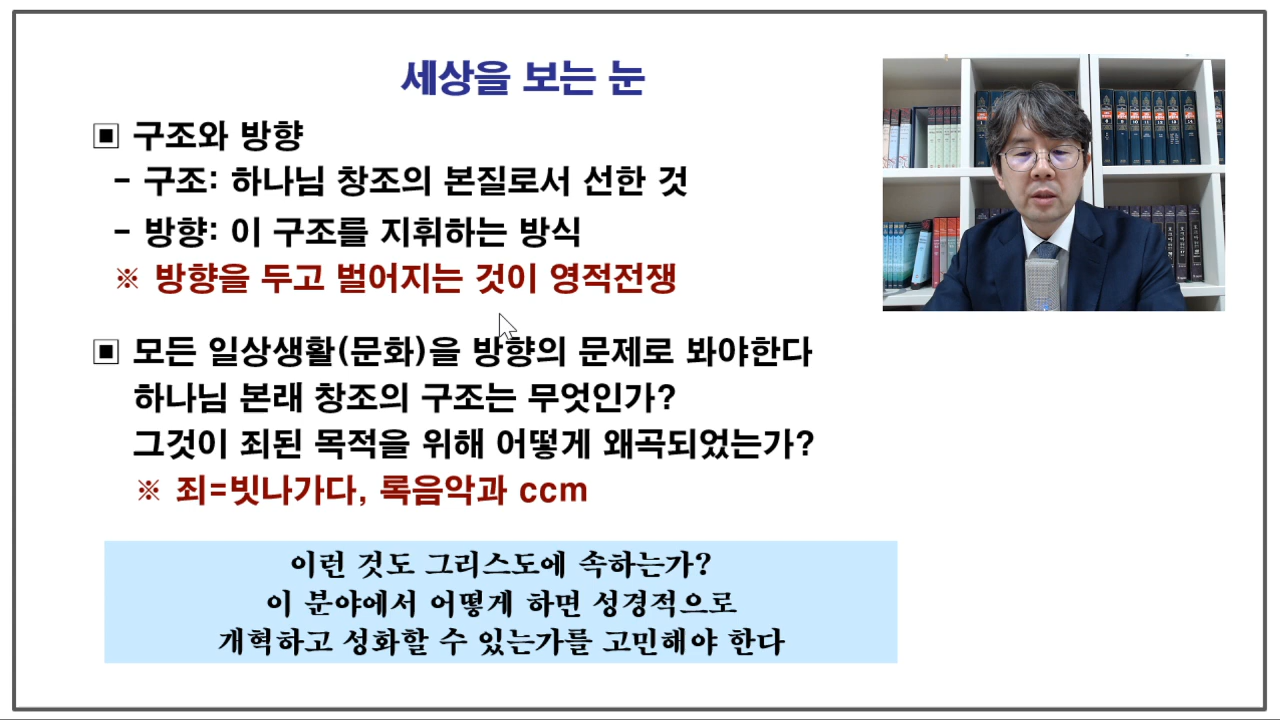 세상을 보는 눈
▣ 구조와 방향
- 구조: 하나님 창조의 본질로서 선한 것
- 방향: 이 구조를 지휘하는 방식
※ 방향을 두고 벌어지는 것이 영적전쟁
▣ 모든 일상생활(문화)을 방향의 문제로 봐야한다
하나님 본래 창조의 구조는 무엇인가?
그것이 죄된 목적을 위해 어떻게 왜곡되었는가?
※ 죄=빗나가다, 록음악과 ccm
이런 것도 그리스도에 속하는가?
이 분야에서 어떻게 하면 성경적으로
개혁하고 성화할 수 있는가를 고민해야 한다